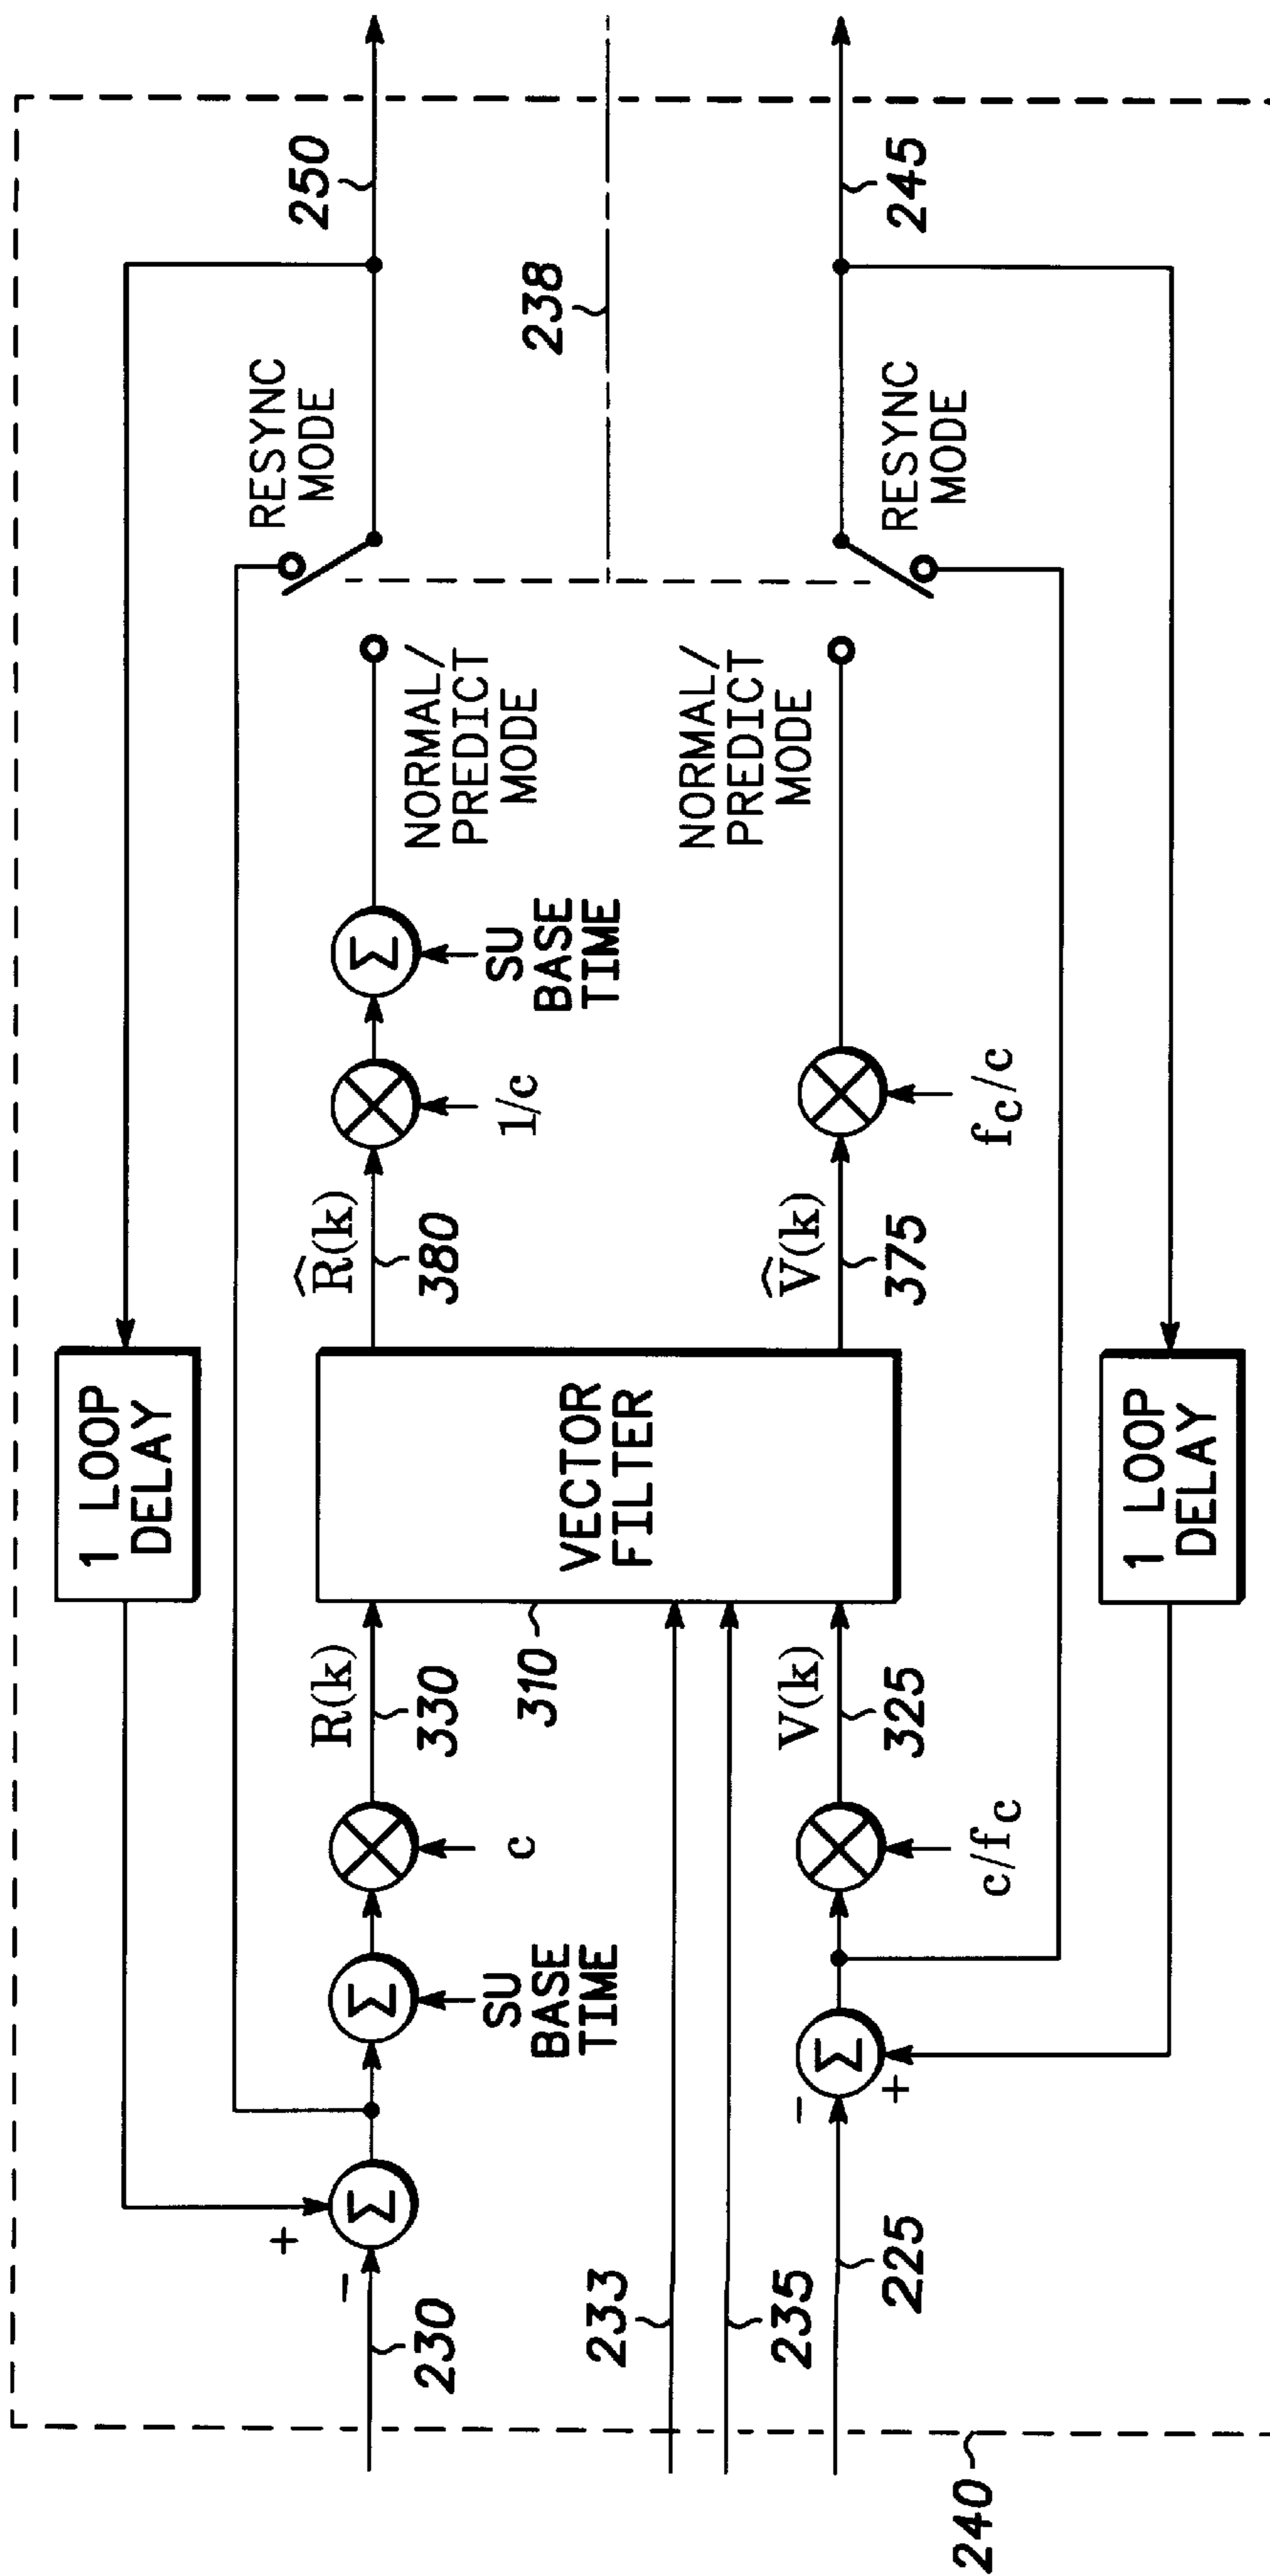 1 LOOP
DELAY
250
RESYNC
MODE
238
R̂(k)
380
1/c
Σ
SU
BASE
TIME
NORMAL/
PREDICT
MODE
230
-
+
Σ
Σ
SU
BASE
TIME
c
R(k)
330
310
VECTOR
FILTER
233
235
225
-
+
Σ
c/f_c
V(k)
325
V̂(k)
375
f_c/c
NORMAL/
PREDICT
MODE
RESYNC
MODE
245
1 LOOP
DELAY
240